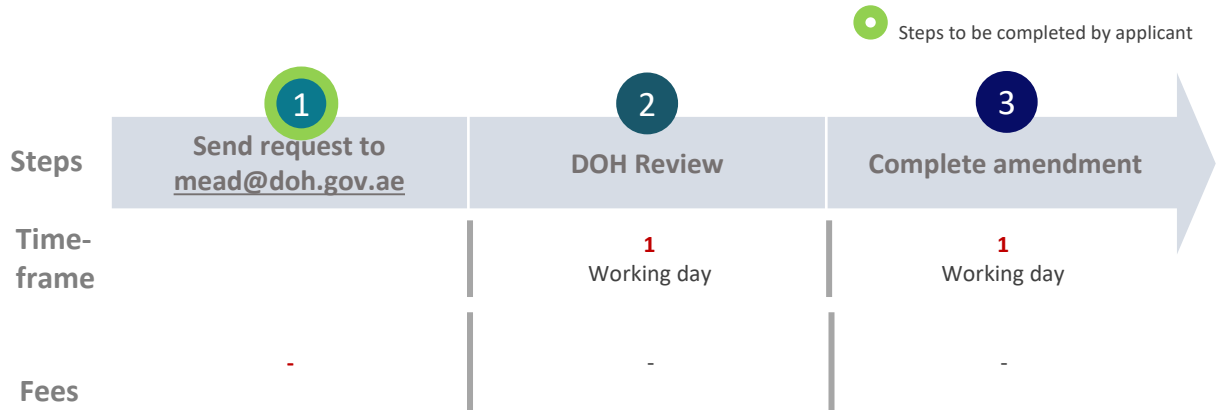 Steps to be completed by applicant
1
2
3
Steps
Send request to
mead@doh.gov.ae
DOH Review
Complete amendment
Time-
frame
1
Working day
1
Working day
Fees
-
-
-